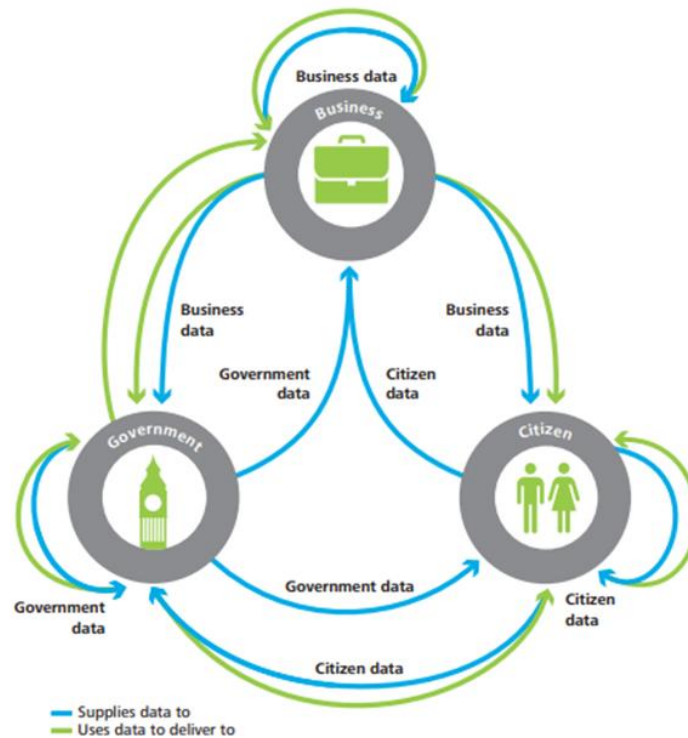 Business data
Business
Business
data
Business
data
Government
data
Citizen
data
Government
Citizen
Government data
Government
data
Citizen
data
Citizen data
Supplies data to
Uses data to deliver to